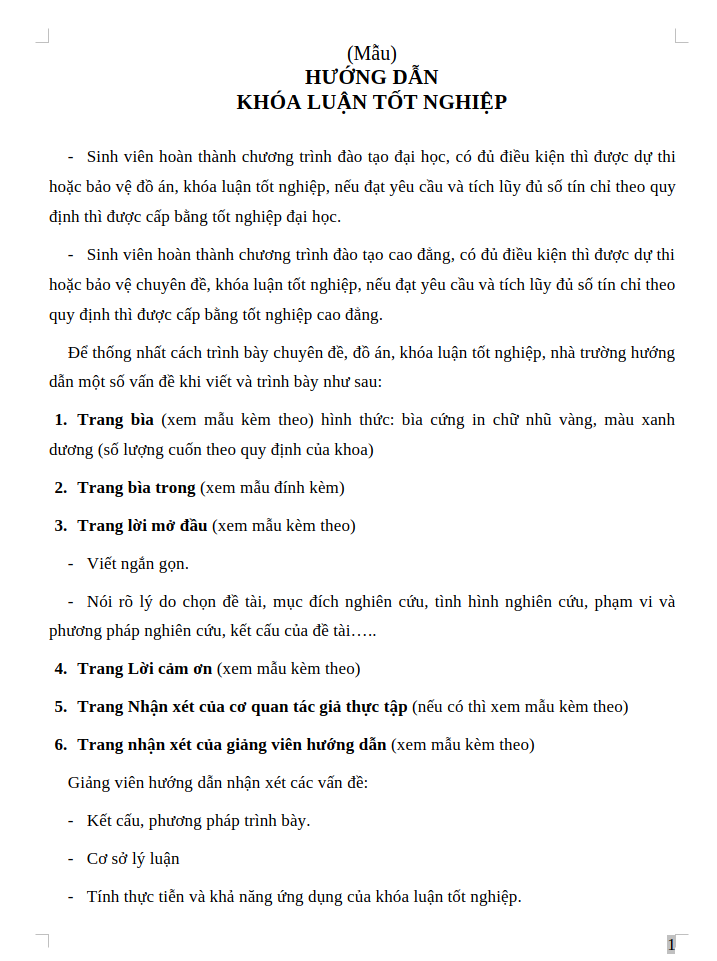 (Mẫu)
HƯỚNG DẪN
KHÓA LUẬN TỐT NGHIỆP
- Sinh viên hoàn thành chương trình đào tạo đại học, có đủ điều kiện thì được dự thi
hoặc bảo vệ đồ án, khóa luận tốt nghiệp, nếu đạt yêu cầu và tích lũy đủ số tín chỉ theo quy
định thì được cấp bằng tốt nghiệp đại học.
- Sinh viên hoàn thành chương trình đào tạo cao đẳng, có đủ điều kiện thì được dự thi
hoặc bảo vệ chuyên đề, khóa luận tốt nghiệp, nếu đạt yêu cầu và tích lũy đủ số tín chỉ theo
quy định thì được cấp bằng tốt nghiệp cao đẳng.
Để thống nhất cách trình bày chuyên đề, đồ án, khóa luận tốt nghiệp, nhà trường hướng
dẫn một số vấn đề khi viết và trình bày như sau:
1. Trang bìa (xem mẫu kèm theo) hình thức: bìa cứng in chữ nhũ vàng, màu xanh
dương (số lượng cuốn theo quy định của khoa)
2. Trang bìa trong (xem mẫu đính kèm)
3. Trang lời mở đầu (xem mẫu kèm theo)
- Viết ngắn gọn.
- Nói rõ lý do chọn đề tài, mục đích nghiên cứu, tình hình nghiên cứu, phạm vi và
phương pháp nghiên cứu, kết cấu của đề tài…..
4. Trang Lời cảm ơn (xem mẫu kèm theo)
5. Trang Nhận xét của cơ quan tác giả thực tập (nếu có thì xem mẫu kèm theo)
6. Trang nhận xét của giảng viên hướng dẫn (xem mẫu kèm theo)
Giảng viên hướng dẫn nhận xét các vấn đề:
- Kết cấu, phương pháp trình bày.
- Cơ sở lý luận
- Tính thực tiễn và khả năng ứng dụng của khóa luận tốt nghiệp.
1